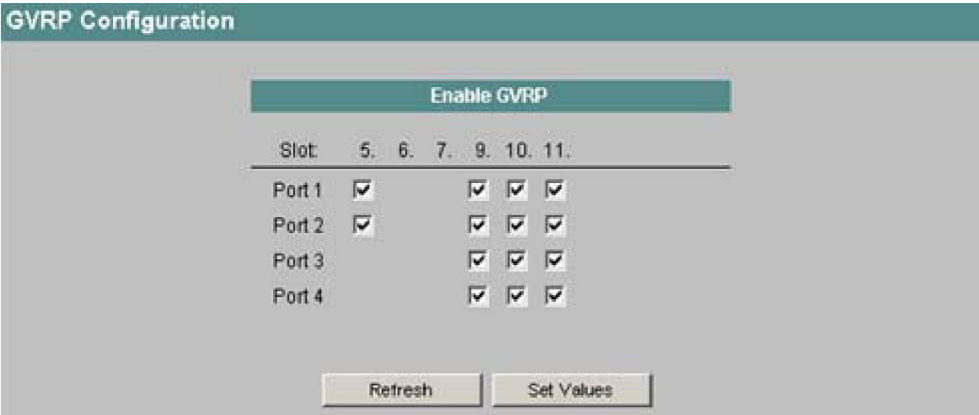 GVRP Configuration
Enable GVRP
Slot: 5. 6. 7. 9. 10. 11.
Port 1
Port 2
Port 3
Port 4
Refresh Set Values